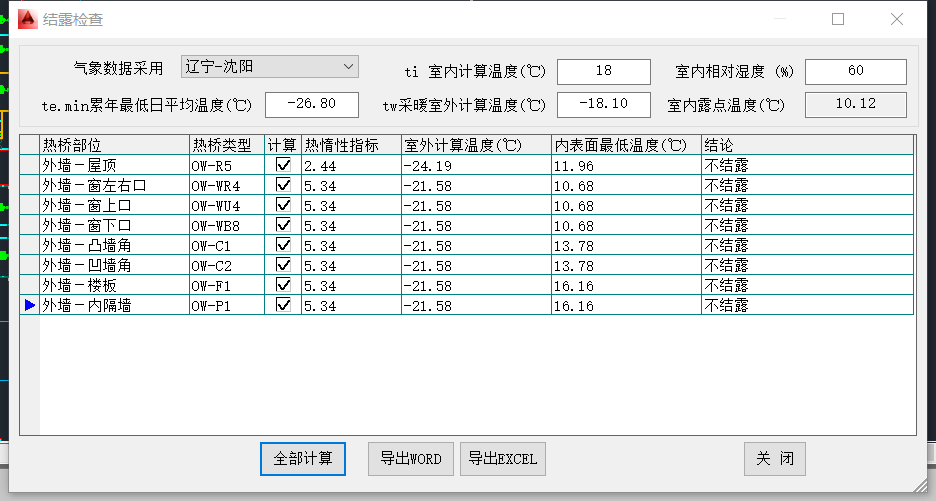 结露检查
气象数据采用 辽宁-沈阳 ti 室内计算温度(℃) 18 室内相对湿度 (%) 60
te.min累年最低日平均温度(℃) -26.80 tw采暖室外计算温度(℃) -18.10 室内露点温度(℃) 10.12
热桥部位 热桥类型 计算 热惰性指标 室外计算温度(℃) 内表面最低温度(℃) 结论
外墙－屋顶 OW-R5 2.44 -24.19 11.96 不结露
外墙－窗左右口 OW-WR4 5.34 -21.58 10.68 不结露
外墙－窗上口 OW-WU4 5.34 -21.58 10.68 不结露
外墙－窗下口 OW-WB8 5.34 -21.58 10.68 不结露
外墙－凸墙角 OW-C1 5.34 -21.58 13.78 不结露
外墙－凹墙角 OW-C2 5.34 -21.58 13.78 不结露
外墙－楼板 OW-F1 5.34 -21.58 16.16 不结露
外墙－内隔墙 OW-P1 5.34 -21.58 16.16 不结露
全部计算 导出WORD 导出EXCEL 关 闭